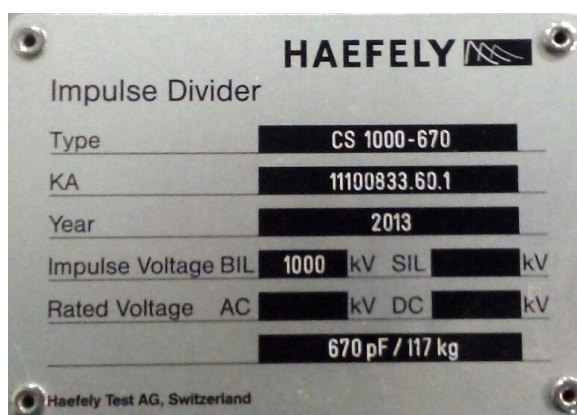 HAEFELY
Impulse Divider
Type CS 1000-670
KA 11100833.60.1
Year 2013
Impulse Voltage BIL 1000 kV SIL kV
Rated Voltage AC kV DC kV
670 pF / 117 kg
Haefely Test AG, Switzerland